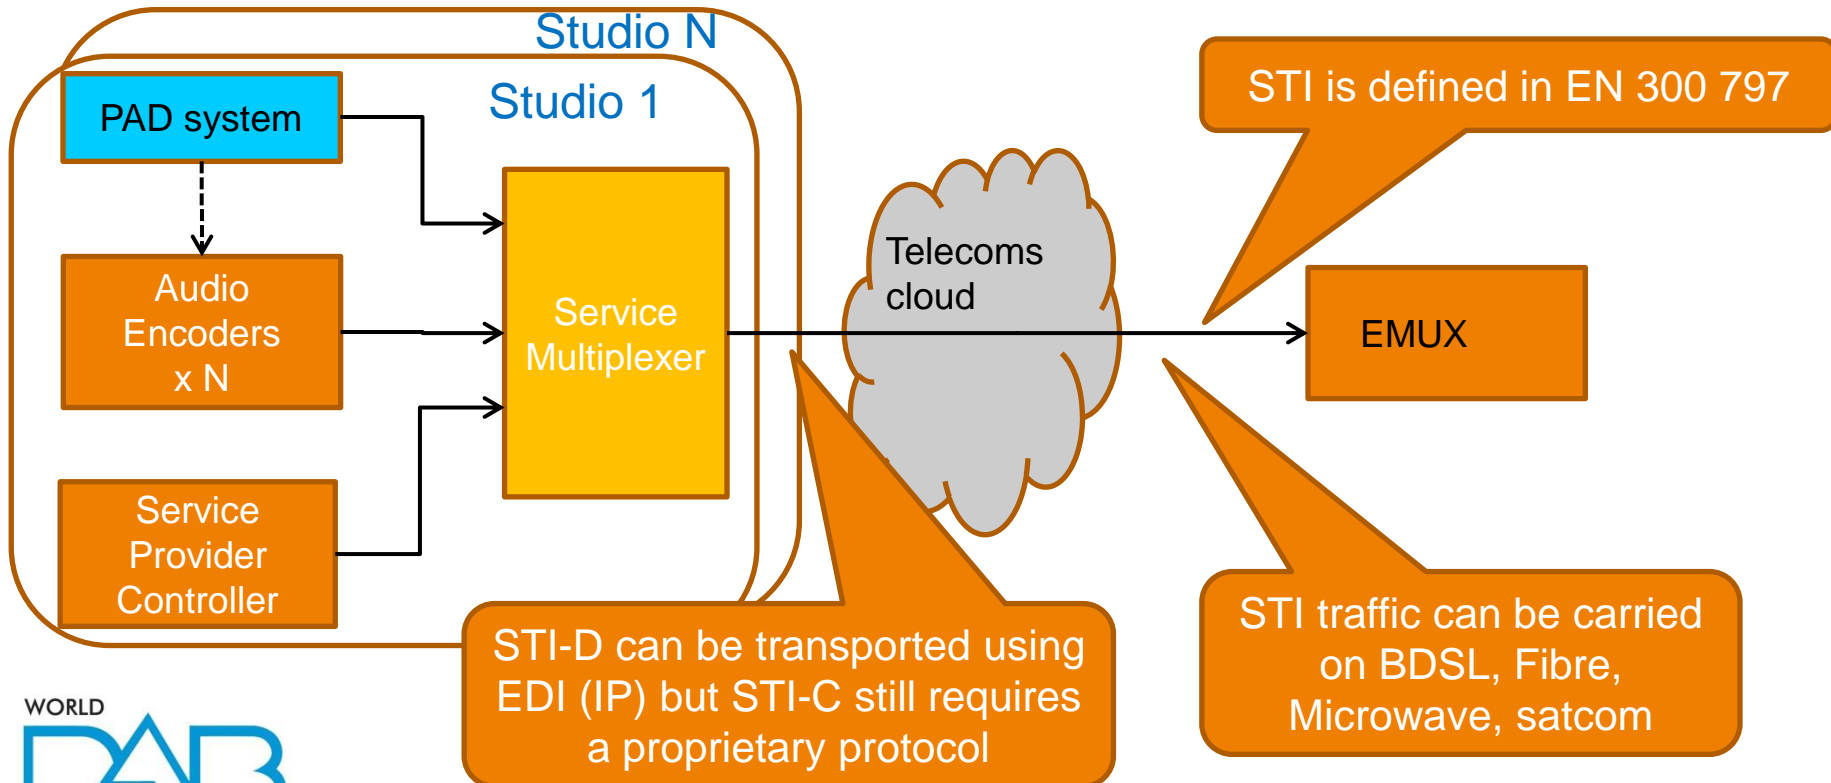 Studio N
Studio 1
PAD system
Audio
Encoders
x N
Service
Provider
Controller
Service
Multiplexer
Telecoms
cloud
EMUX
STI is defined in EN 300 797
STI-D can be transported using
EDI (IP) but STI-C still requires
a proprietary protocol
STI traffic can be carried
on BDSL, Fibre,
Microwave, satcom
WORLD
DAB